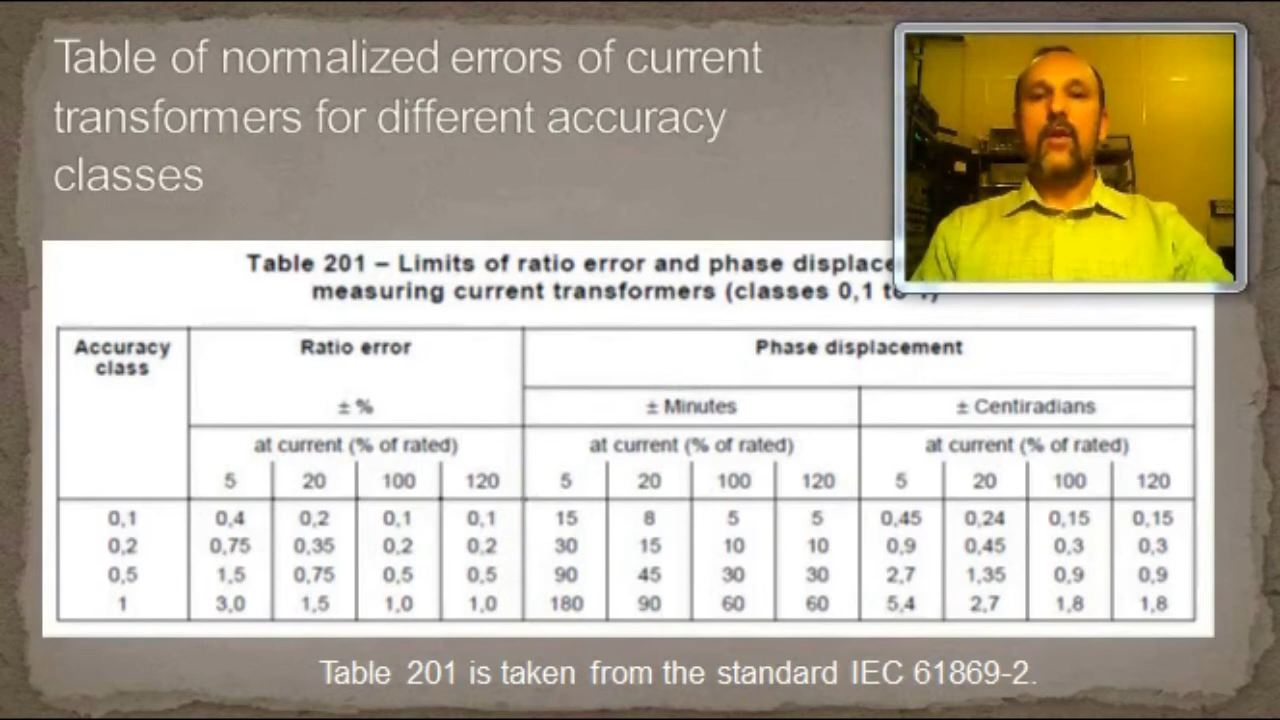 Table of normalized errors of current
transformers for different accuracy
classes
Table 201 – Limits of ratio error and phase displace
measuring current transformers (classes 0,1 to 1)
Accuracy class Ratio error Phase displacement
± % ± Minutes ± Centiradians
at current (% of rated) at current (% of rated) at current (% of rated)
5 20 100 120 5 20 100 120 5 20 100 120
0,1 0,4 0,2 0,1 0,1 15 8 5 5 0,45 0,24 0,15 0,15
0,2 0,75 0,35 0,2 0,2 30 15 10 10 0,9 0,45 0,3 0,3
0,5 1,5 0,75 0,5 0,5 90 45 30 30 2,7 1,35 0,9 0,9
1 3,0 1,5 1,0 1,0 180 90 60 60 5,4 2,7 1,8 1,8
Table 201 is taken from the standard IEC 61869-2.